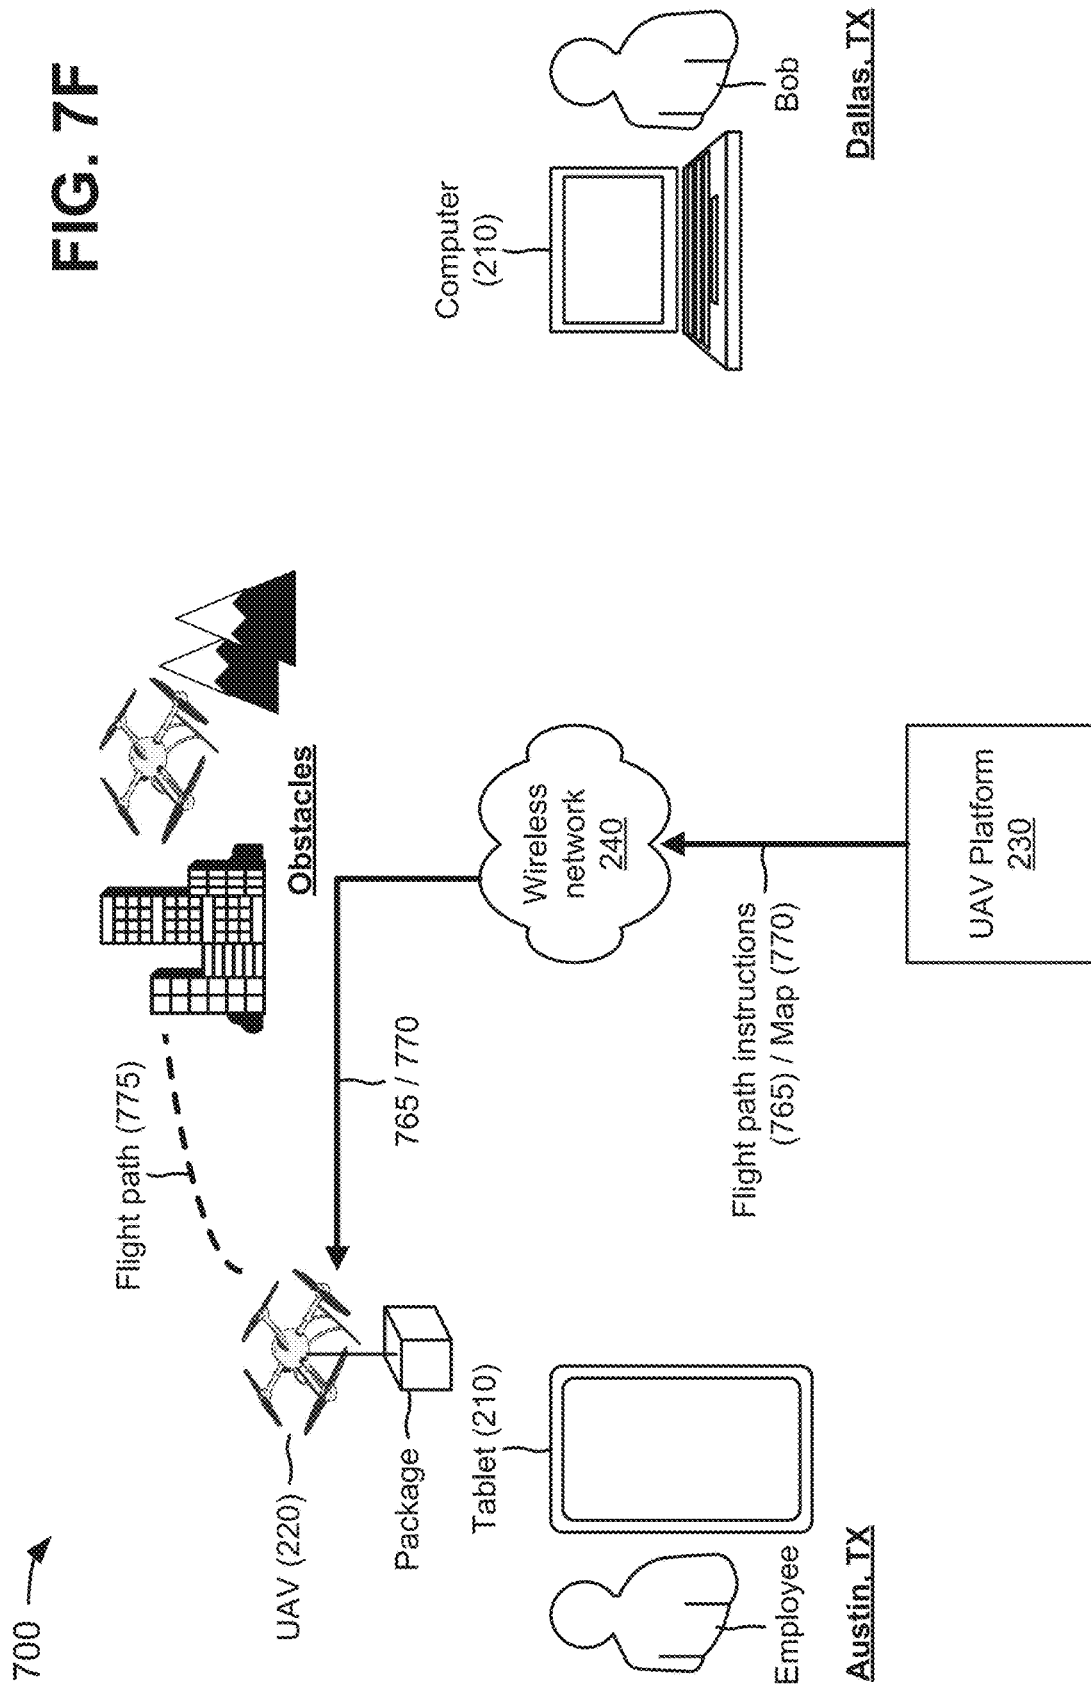 700
FIG. 7F
Flight path (775)
UAV (220)
Package
Obstacles
765 / 770
Computer
(210)
Tablet (210)
Wireless
network
240
Employee
Bob
Flight path instructions
(765) / Map (770)
Austin, TX
Dallas, TX
UAV Platform
230